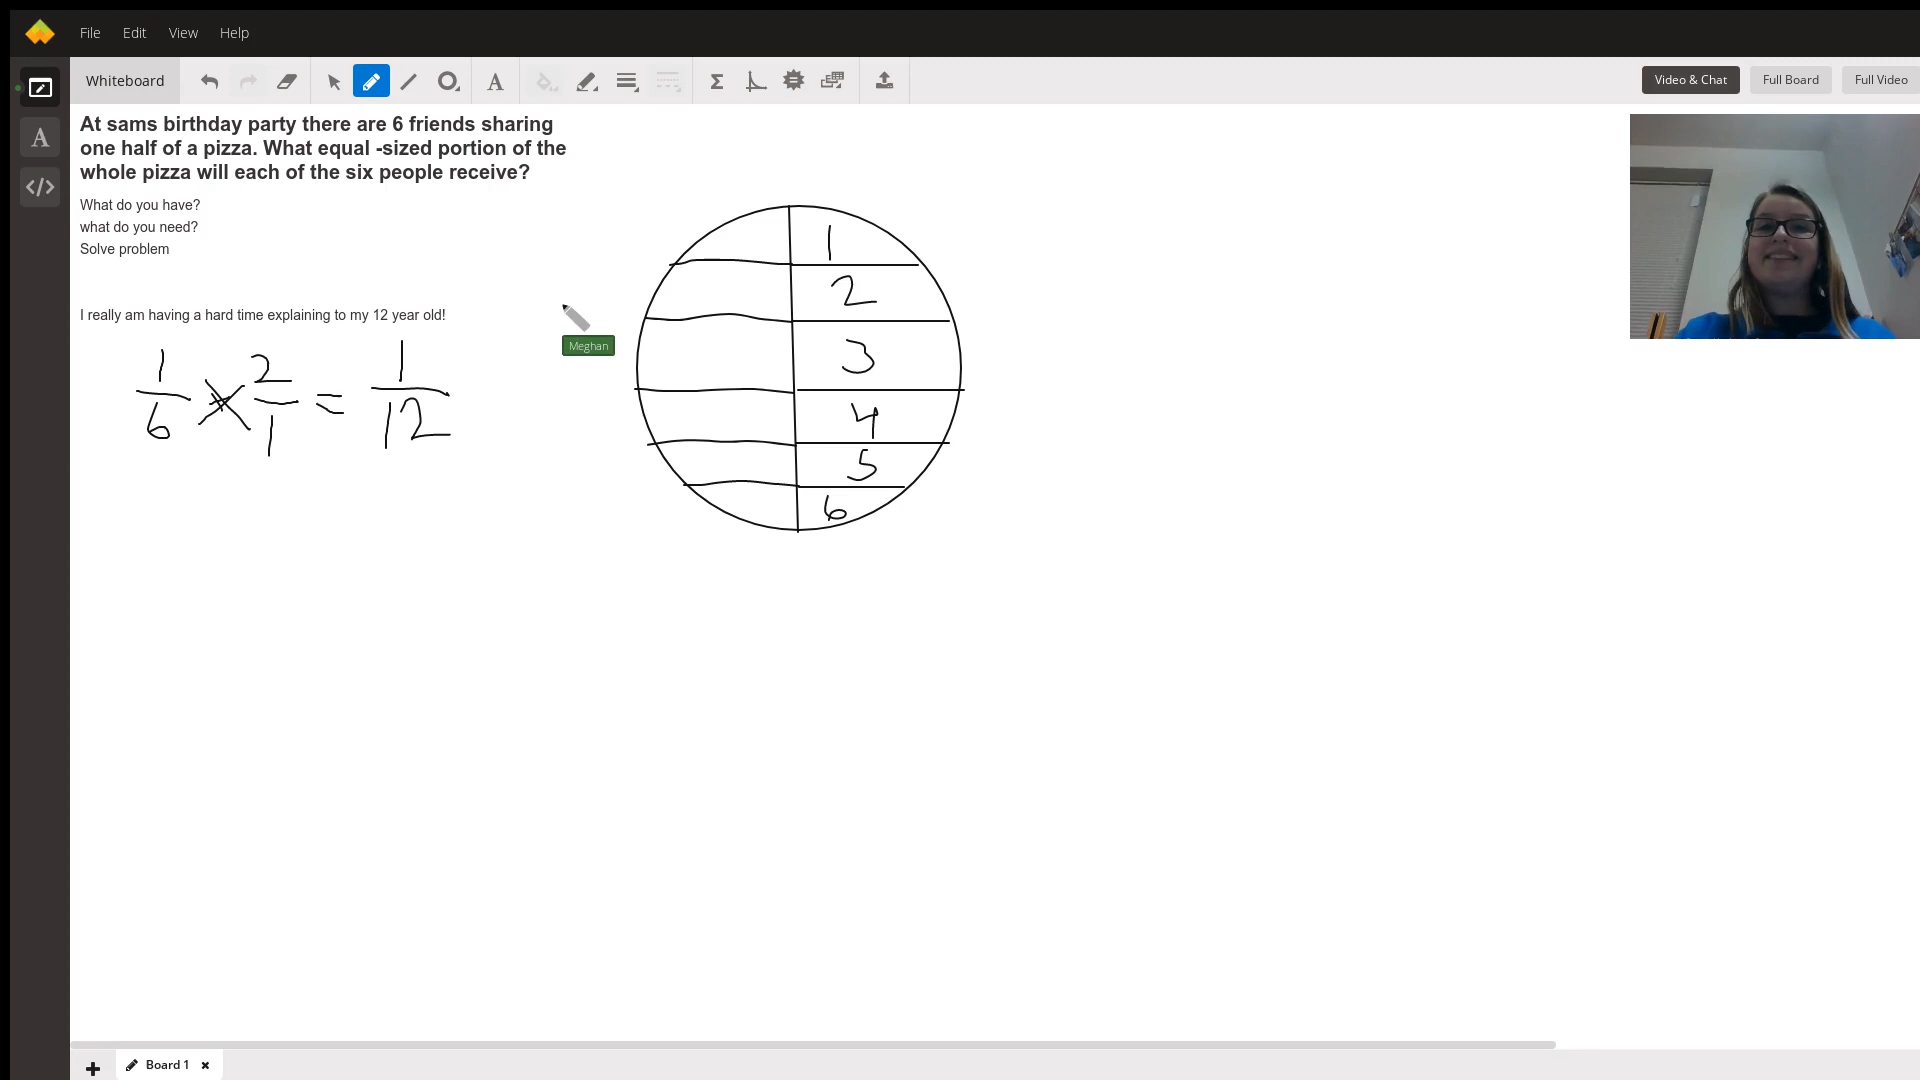 File Edit View Help
Whiteboard
Video & Chat Full Board Full Video
At sams birthday party there are 6 friends sharing
one half of a pizza. What equal -sized portion of the
whole pizza will each of the six people receive?
What do you have?
what do you need?
Solve problem
I really am having a hard time explaining to my 12 year old!
1/6 × 2/1 = 1/12
Meghan
1
2
3
4
5
6
Board 1